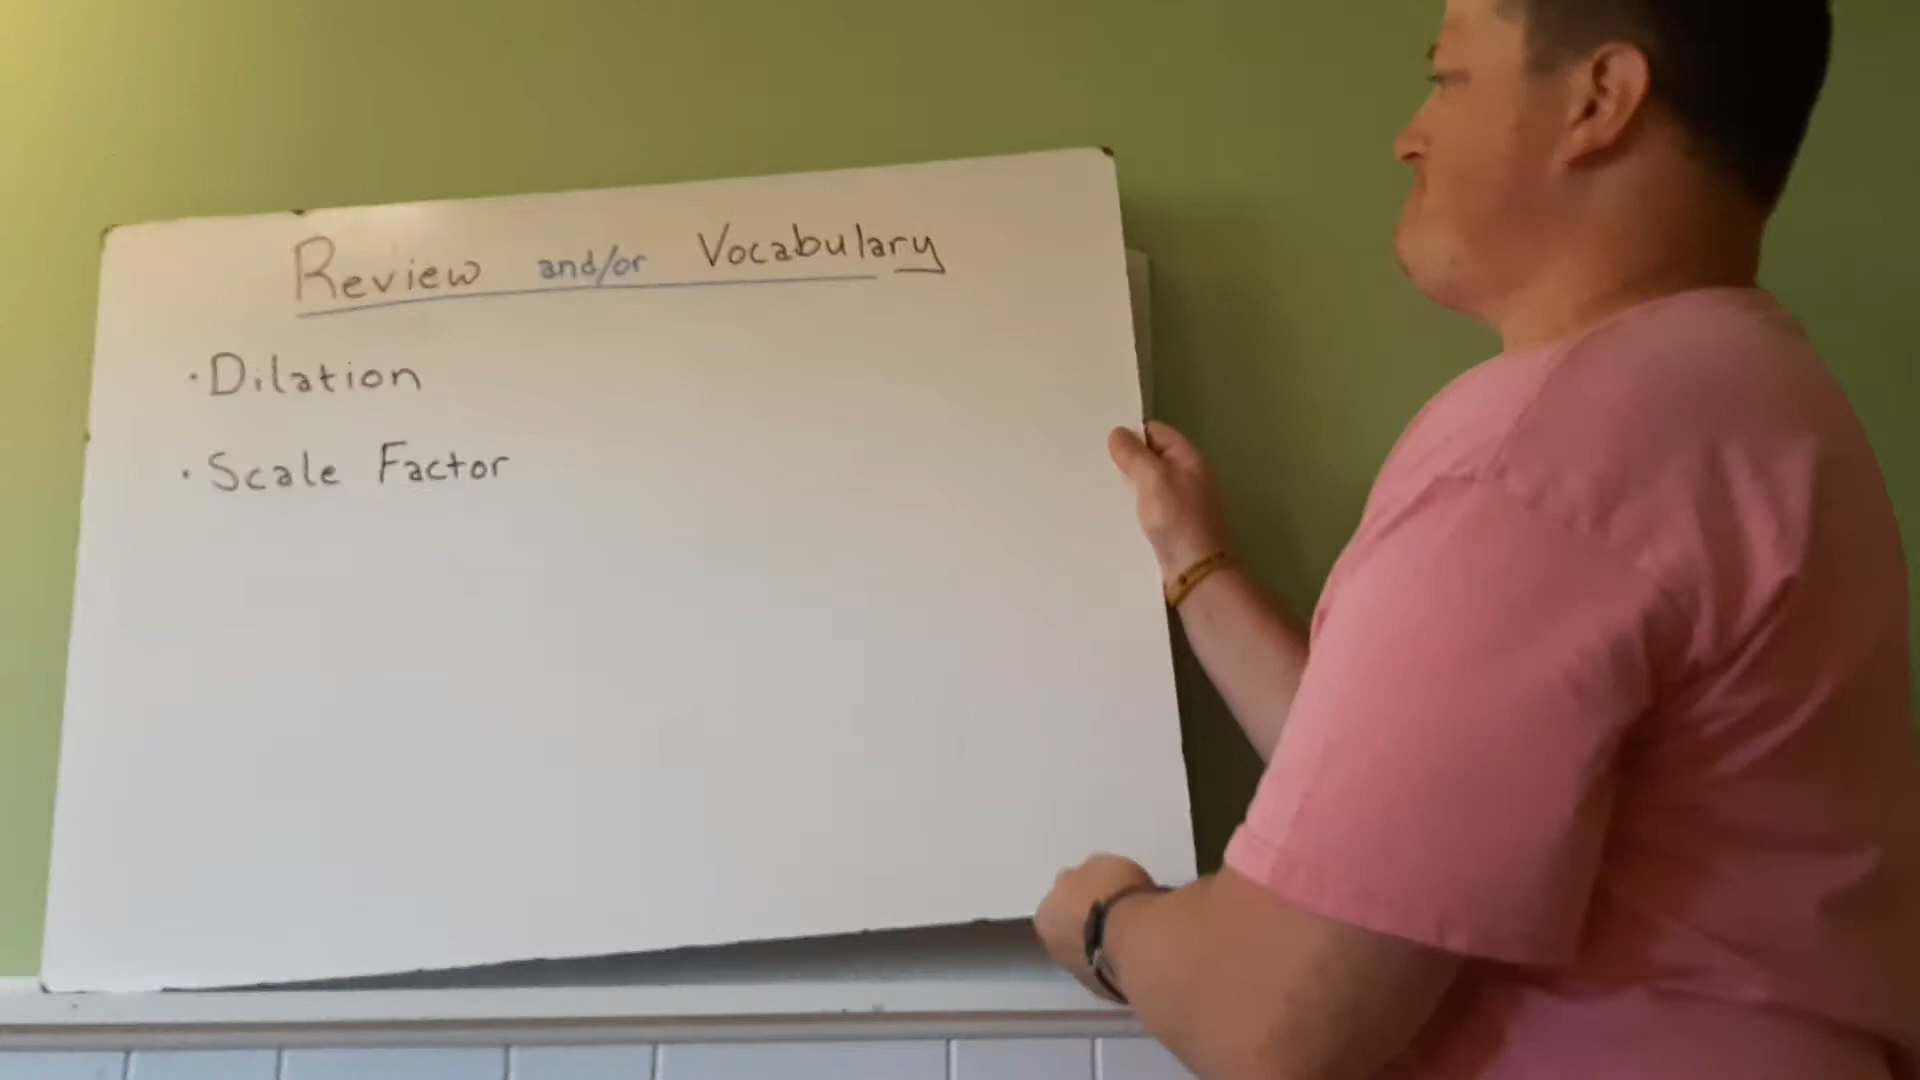 Review and/or Vocabulary
· Dilation
· Scale Factor